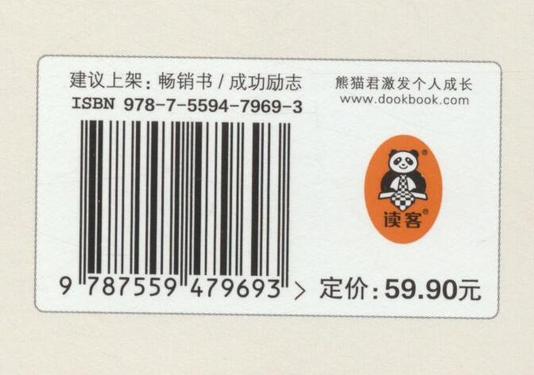 建议上架：畅销书/成功励志
ISBN 978-7-5594-7969-3
熊猫君激发个人成长
www.dookbook.com
读客®
9 787559 479693 >
定价：59.90元